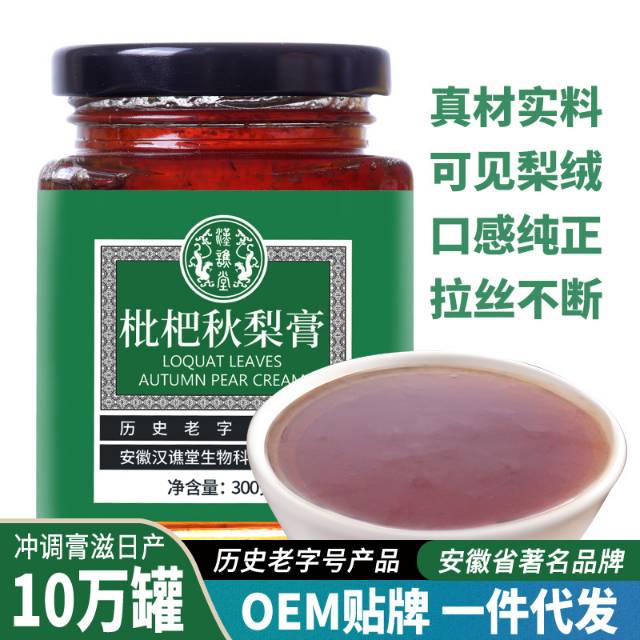 真材实料
可见梨绒
口感纯正
拉丝不断
漢譙堂
枇杷秋梨膏
LOQUAT LEAVES
AUTUMN PEAR CREAM
历史老字
安徽汉谯堂生物科
净含量：300
冲调膏滋日产
10万罐
历史老字号产品
安徽省著名品牌
OEM贴牌 一件代发